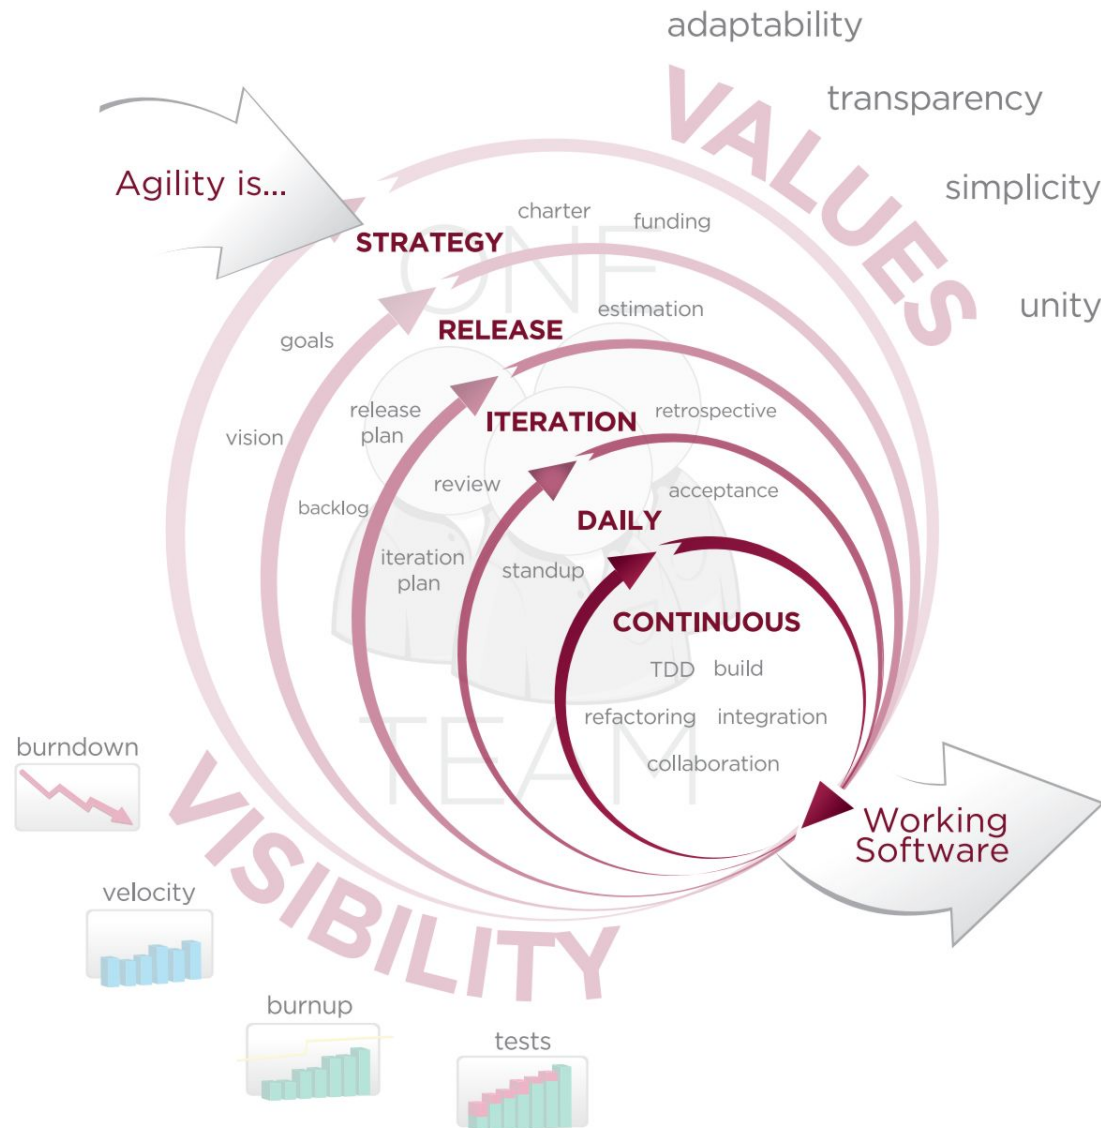 adaptability
transparency
simplicity
unity
VALUES
Agility is...
STRATEGY
charter
funding
goals
vision
ONE
RELEASE
estimation
release
plan
backlog
ITERATION
retrospective
review
iteration
plan
DAILY
acceptance
standup
CONTINUOUS
TDD build
refactoring integration
collaboration
TEAM
Working
Software
VISIBILITY
burndown
velocity
burnup
tests